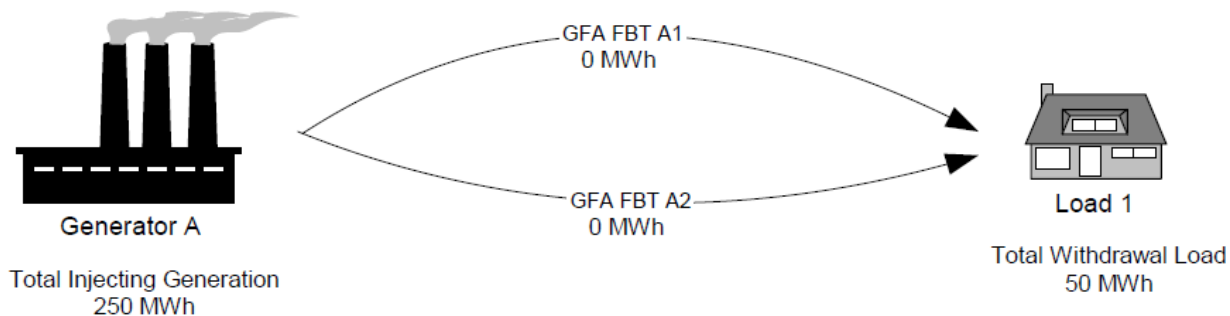 GFA FBT A1
0 MWh
GFA FBT A2
0 MWh
Generator A
Total Injecting Generation
250 MWh
Load 1
Total Withdrawal Load
50 MWh